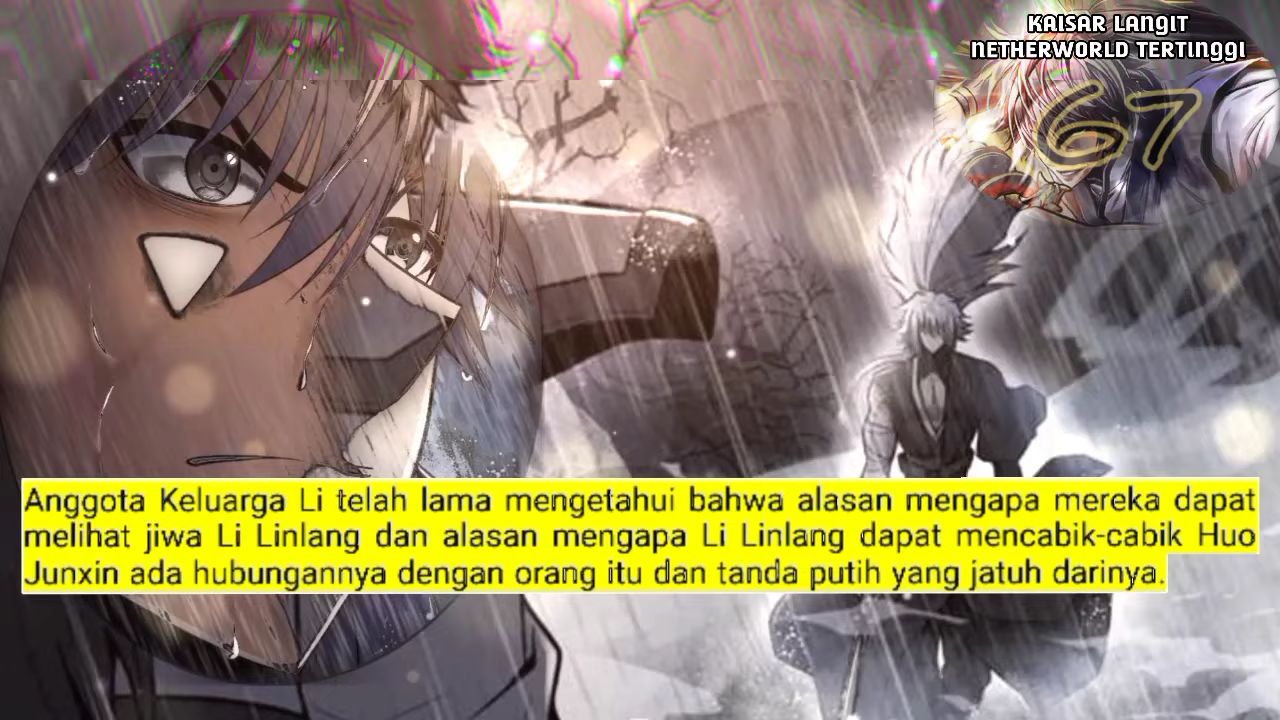 KAISAR LANGIT
NETHERWORLD TERTINGGI
67
Anggota Keluarga Li telah lama mengetahui bahwa alasan mengapa mereka dapat
melihat jiwa Li Linlang dan alasan mengapa Li Linlang dapat mencabik-cabik Huo
Junxin ada hubungannya dengan orang itu dan tanda putih yang jatuh darinya.